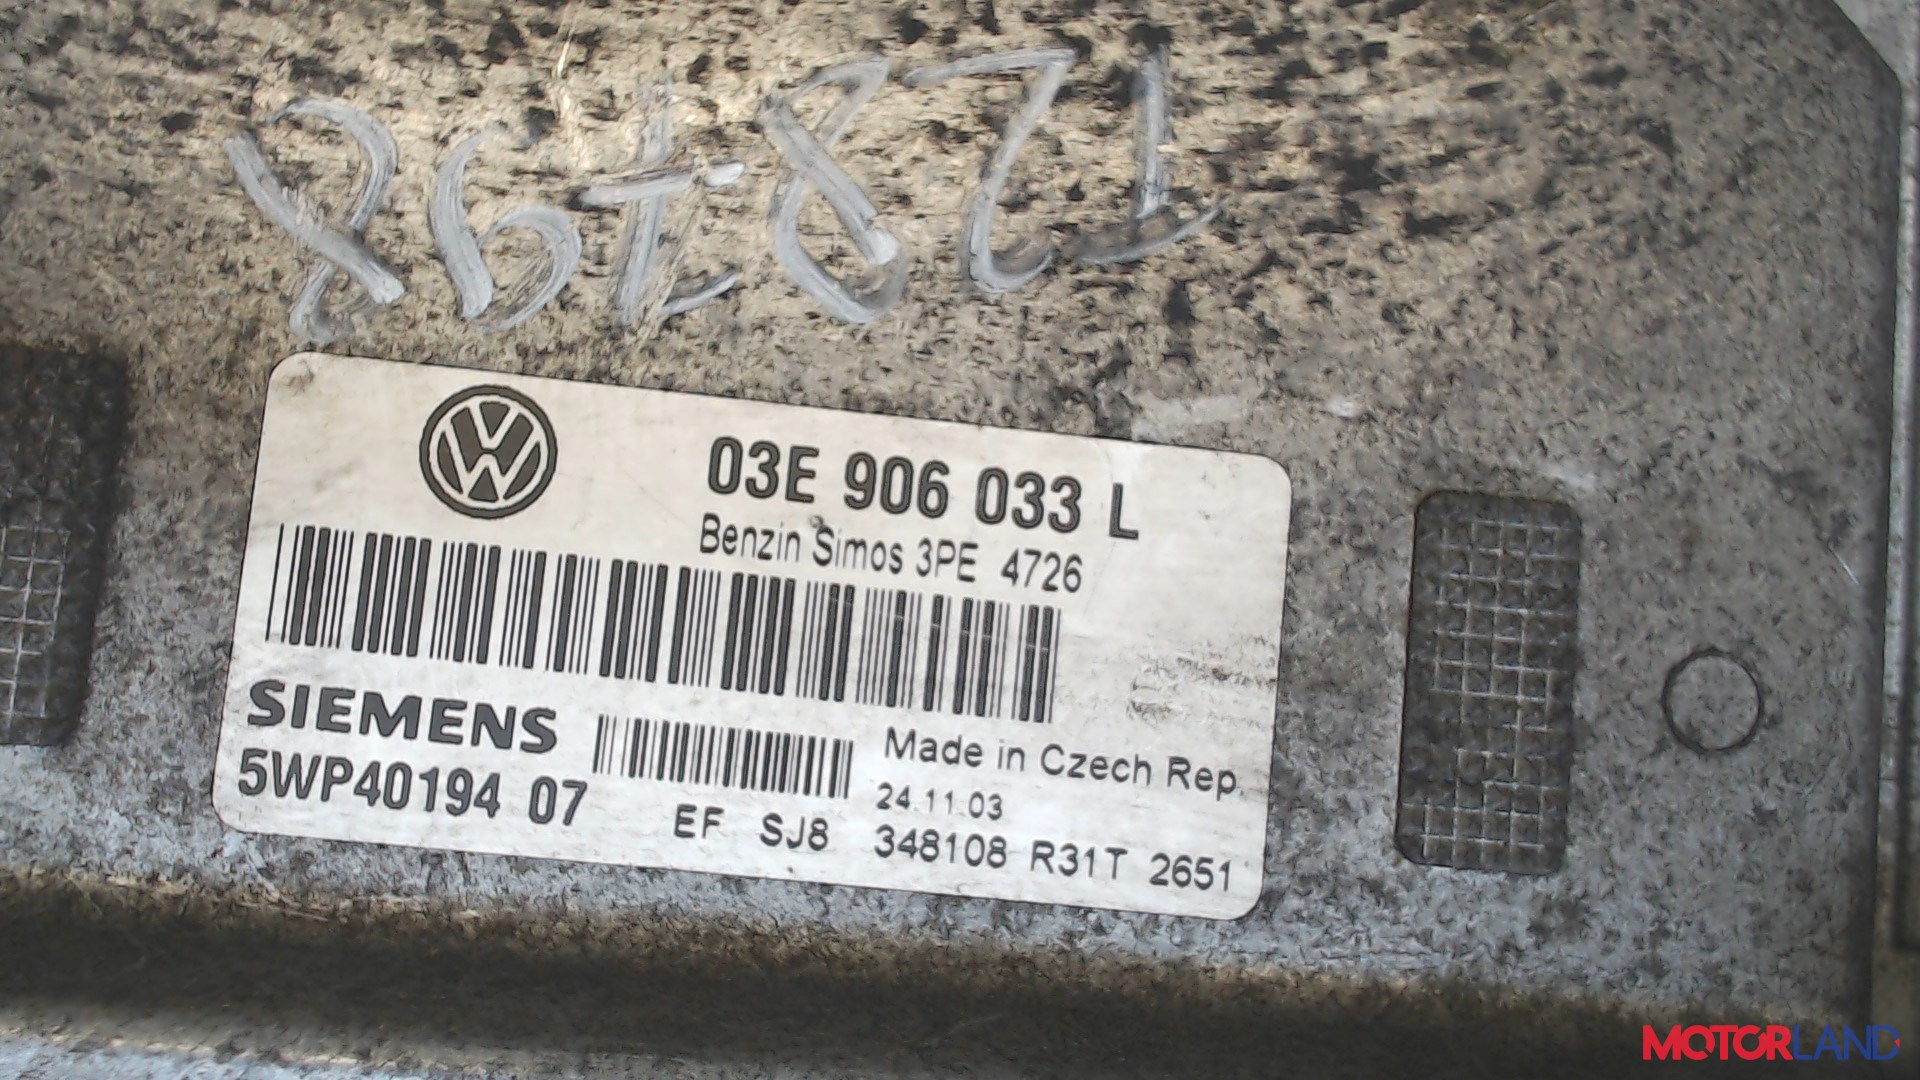 128798
03E 906 033 L
Benzin Simos 3PE 4726
SIEMENS
5WP40194 07
Made in Czech Rep.
24.11.03
EF SJ8 348108 R31T 2651
MOTORLAND